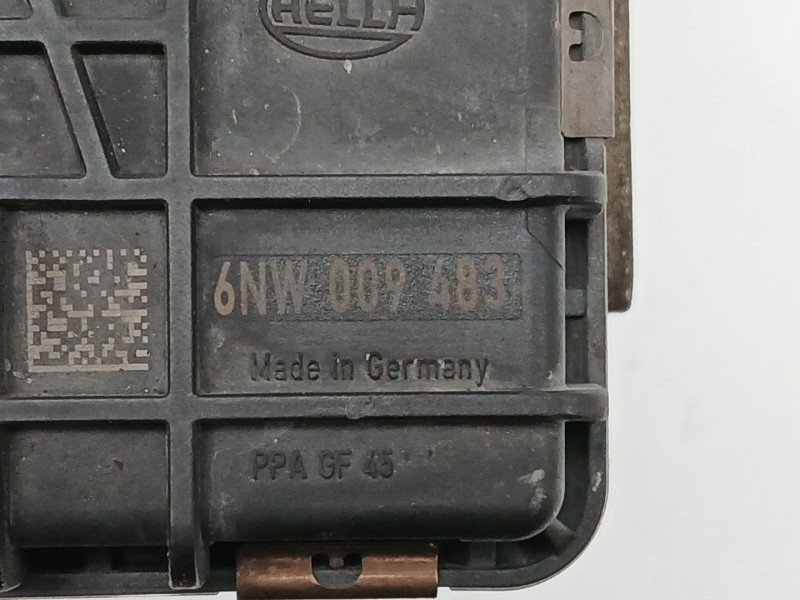 HELLA
6NW 009 483
Made in Germany
PPA GF 45